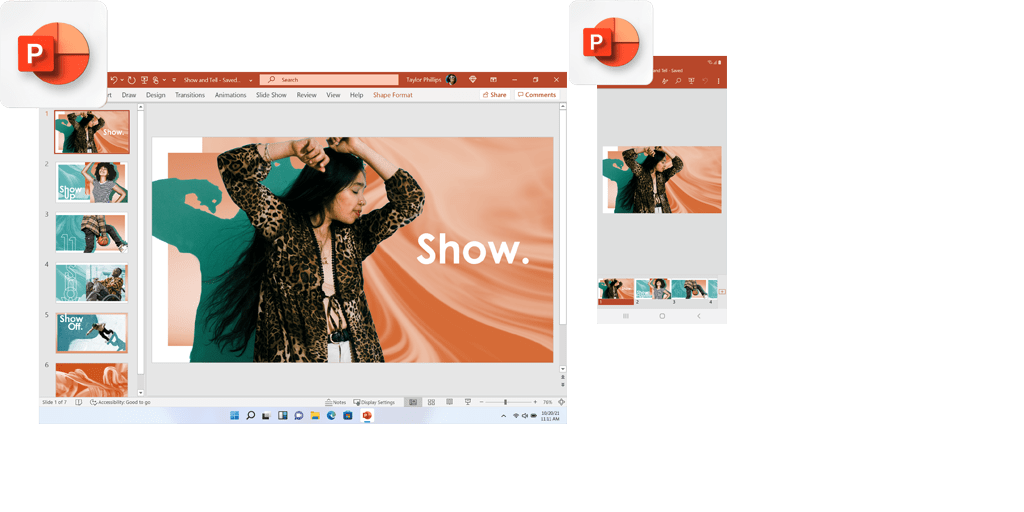 P
P
Show and Tell - Saved...
Search
Taylor Phillips
Draw Design Transitions Animations Slide Show Review View Help Shape Format
Share
Comments
nd Tell - Saved
1
Show.
2
Show
Up
3
11
4
5
Show
Off.
6
Show.
1
2
3
4
Slide 1 of 7
Accessibility: Good to go
Notes
Display Settings
76%
10/20/21
11:11 AM